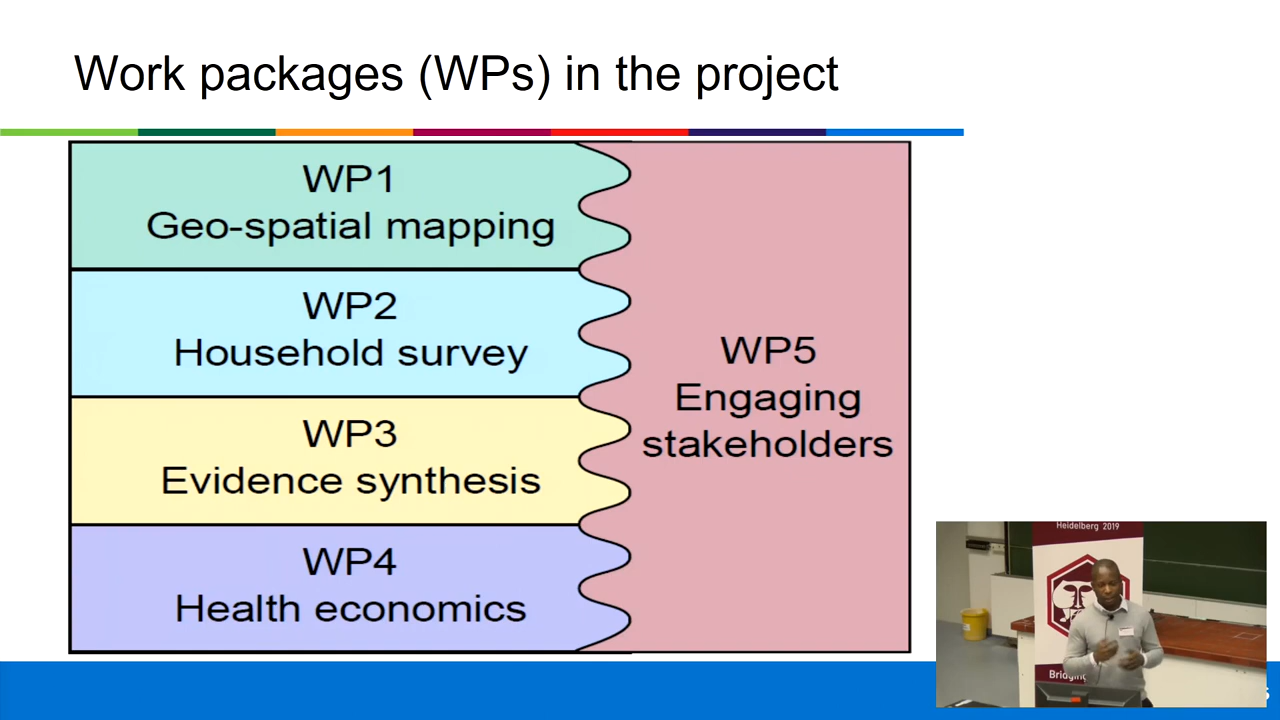 Work packages (WPs) in the project
WP1
Geo-spatial mapping
WP2
Household survey
WP3
Evidence synthesis
WP4
Health economics
WP5
Engaging
stakeholders
Heidelberg 2019